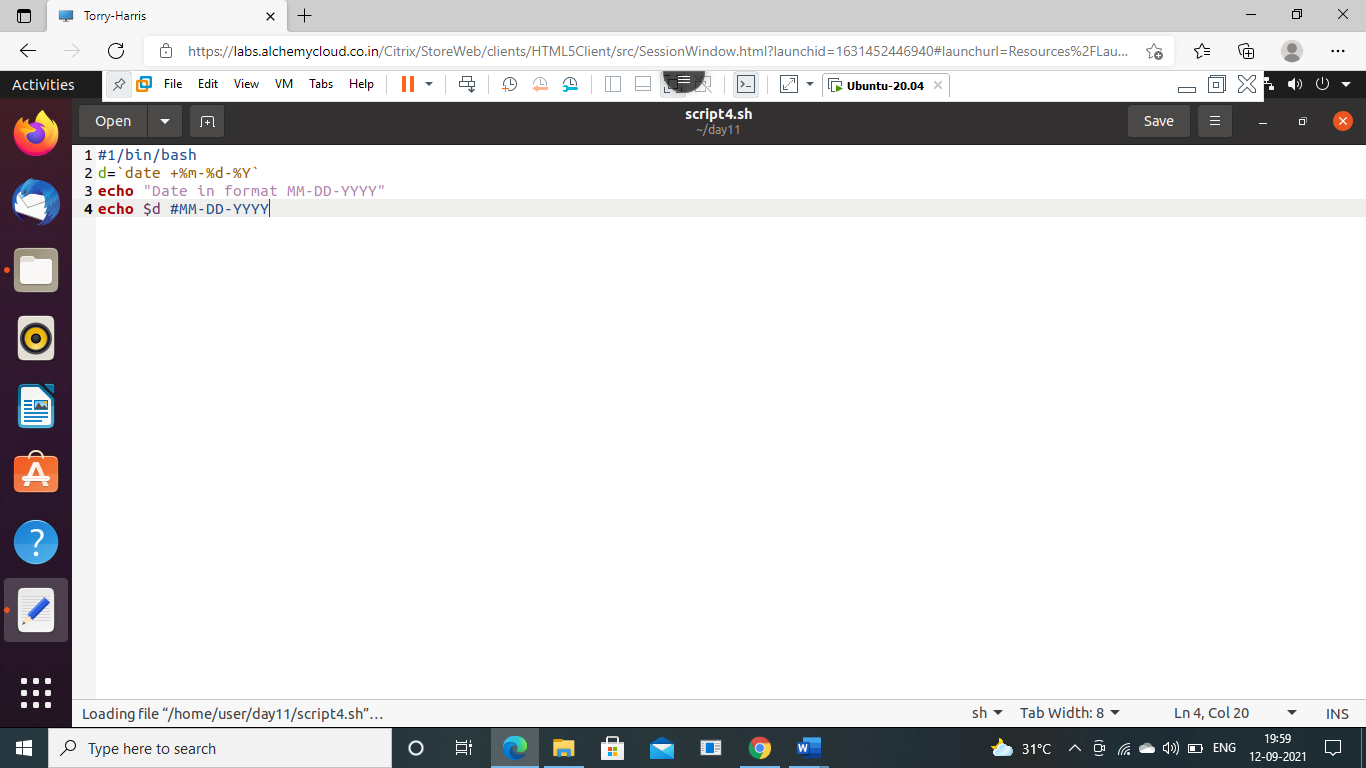 Torry-Harris
https://labs.alchemycloud.co.in/Citrix/StoreWeb/clients/HTML5Client/src/SessionWindow.html?launchid=1631452446940#launchurl=Resources%2FLau...
Activities
File Edit View VM Tabs Help
Ubuntu-20.04
Open
script4.sh
~/day11
Save
1 #1/bin/bash
2 d=`date +%m-%d-%Y`
3 echo "Date in format MM-DD-YYYY"
4 echo $d #MM-DD-YYYY
Loading file “/home/user/day11/script4.sh”…
sh Tab Width: 8 Ln 4, Col 20 INS
Type here to search
31°C
ENG
19:59
12-09-2021